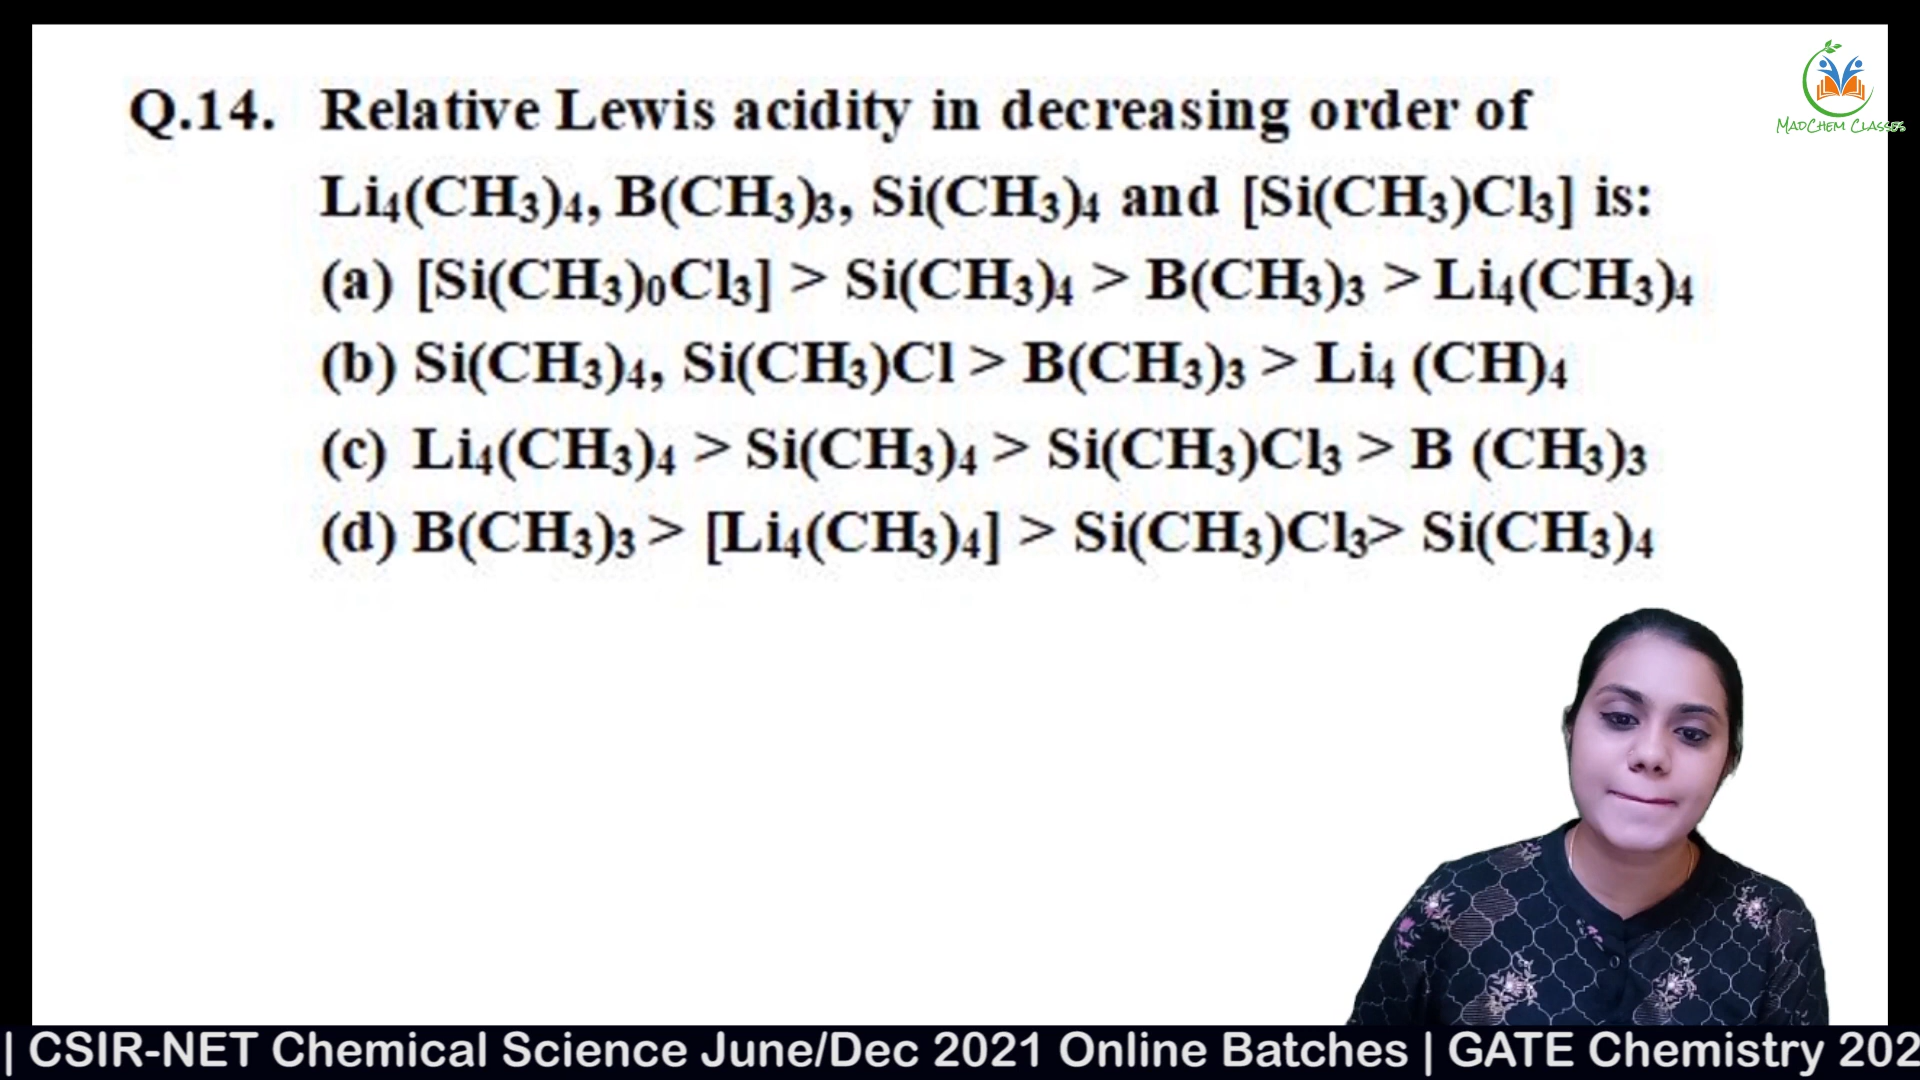 MadChem Classes
Q.14. Relative Lewis acidity in decreasing order of
Li₄(CH₃)₄, B(CH₃)₃, Si(CH₃)₄ and [Si(CH₃)Cl₃] is:
(a) [Si(CH₃)₀Cl₃] > Si(CH₃)₄ > B(CH₃)₃ > Li₄(CH₃)₄
(b) Si(CH₃)₄, Si(CH₃)Cl > B(CH₃)₃ > Li₄ (CH)₄
(c) Li₄(CH₃)₄ > Si(CH₃)₄ > Si(CH₃)Cl₃ > B (CH₃)₃
(d) B(CH₃)₃ > [Li₄(CH₃)₄] > Si(CH₃)Cl₃> Si(CH₃)₄
| CSIR-NET Chemical Science June/Dec 2021 Online Batches | GATE Chemistry 202